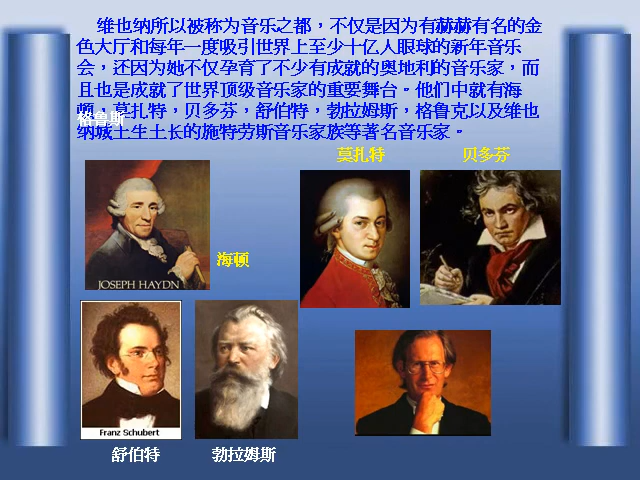 维也纳所以被称为音乐之都，不仅是因为有赫赫有名的金
色大厅和每年一度吸引世界上至少十亿人眼球的新年音乐
会，还因为她不仅孕育了不少有成就的奥地利的音乐家，而
且也是成就了世界顶级音乐家的重要舞台。他们中就有海
顿，莫扎特，贝多芬，舒伯特，勃拉姆斯，格鲁克以及维也
格鲁斯
纳城土生土长的施特劳斯音乐家族等著名音乐家。
莫扎特
贝多芬
JOSEPH HAYDN
海顿
Franz Schubert
舒伯特
勃拉姆斯